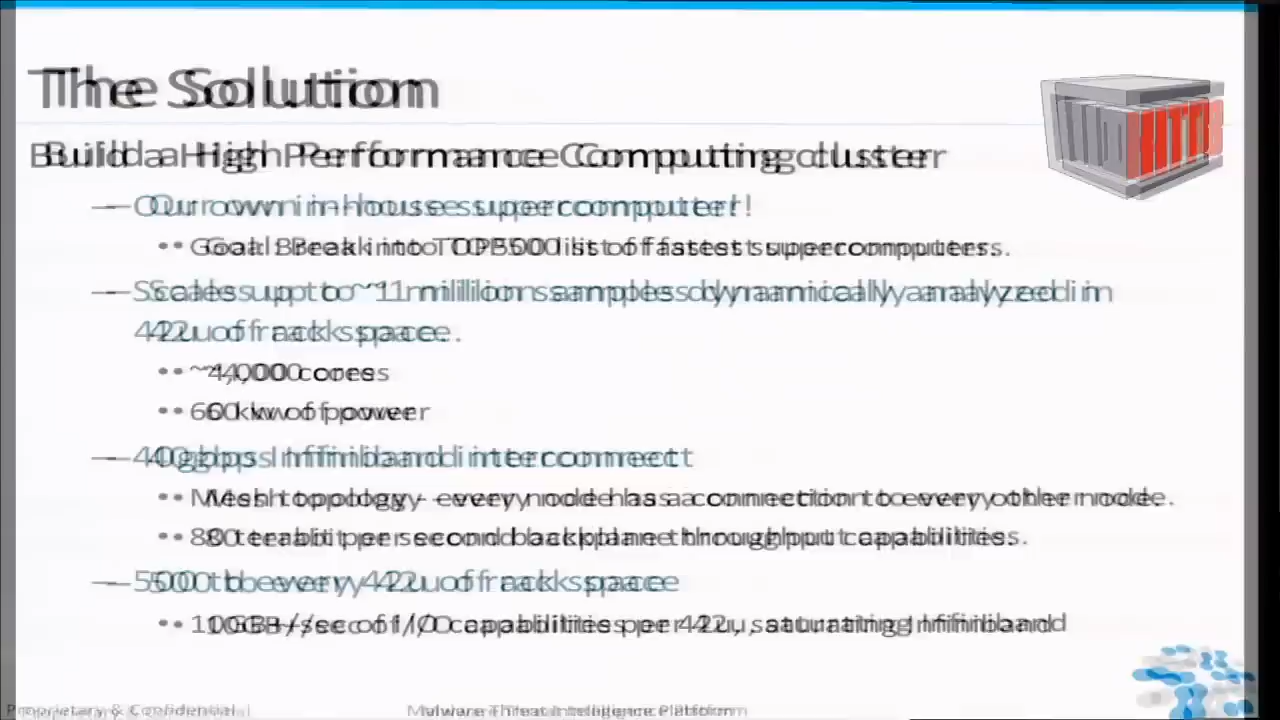 The Solution
Build a High Performance Computing cluster
— Our own in-house supercomputer!
•• Goal: Break into TOP500 list of fastest supercomputers.
— Scales up to ~1 million samples dynamically analyzed in
42u of rack space.
•• ~4,000 cores
•• 60 kw of power
— 40gbps Infiniband interconnect
•• Mesh topology – every node has a connection to every other node.
•• 80 terabit per second backplane throughput capabilities.
— 500 tb every 42u of rack space
•• 10GB+/sec of I/O capabilities per 42u, saturating Infiniband
Proprietary & Confidential
Malware Threat Intelligence Platform